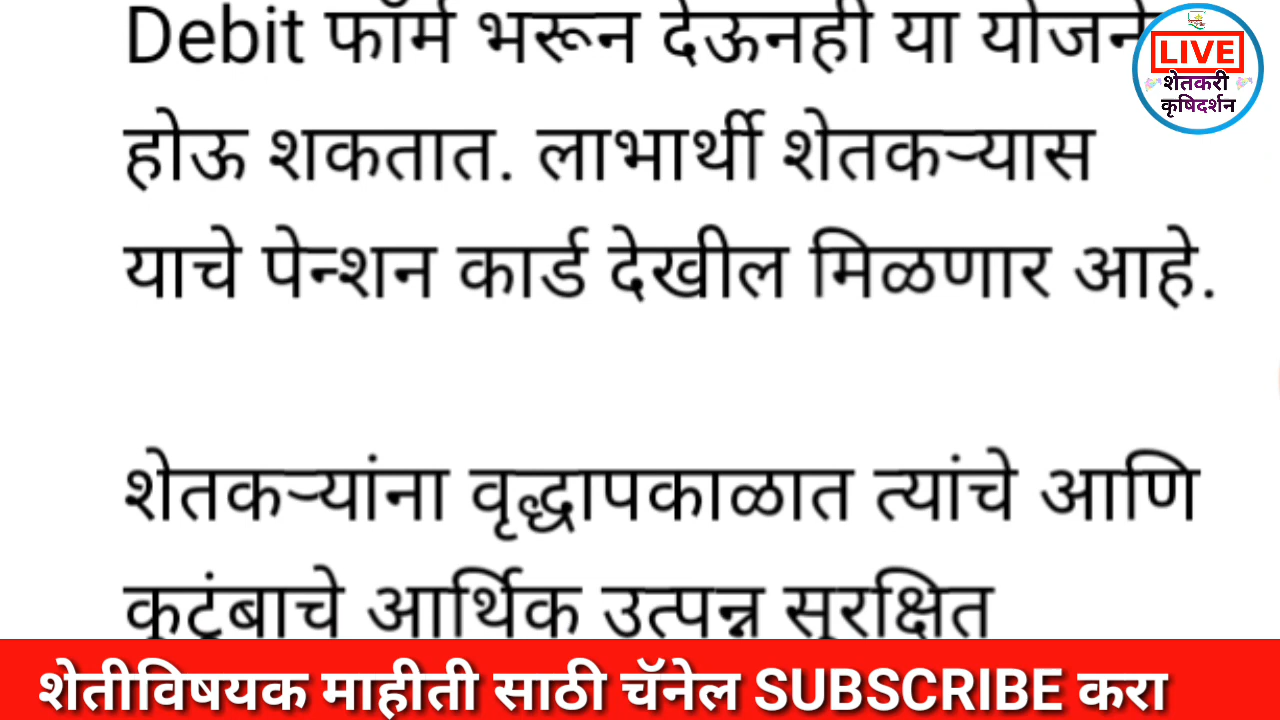 Debit फॉर्म भरून देऊनही या योजने
होऊ शकतात. लाभार्थी शेतकऱ्यास
याचे पेन्शन कार्ड देखील मिळणार आहे.
शेतकऱ्यांना वृद्धापकाळात त्यांचे आणि
कुटुंबाचे आर्थिक उत्पन्न सुरक्षित
LIVE
शेतकरी
कृषिदर्शन
शेतीविषयक माहीती साठी चॅनेल SUBSCRIBE करा